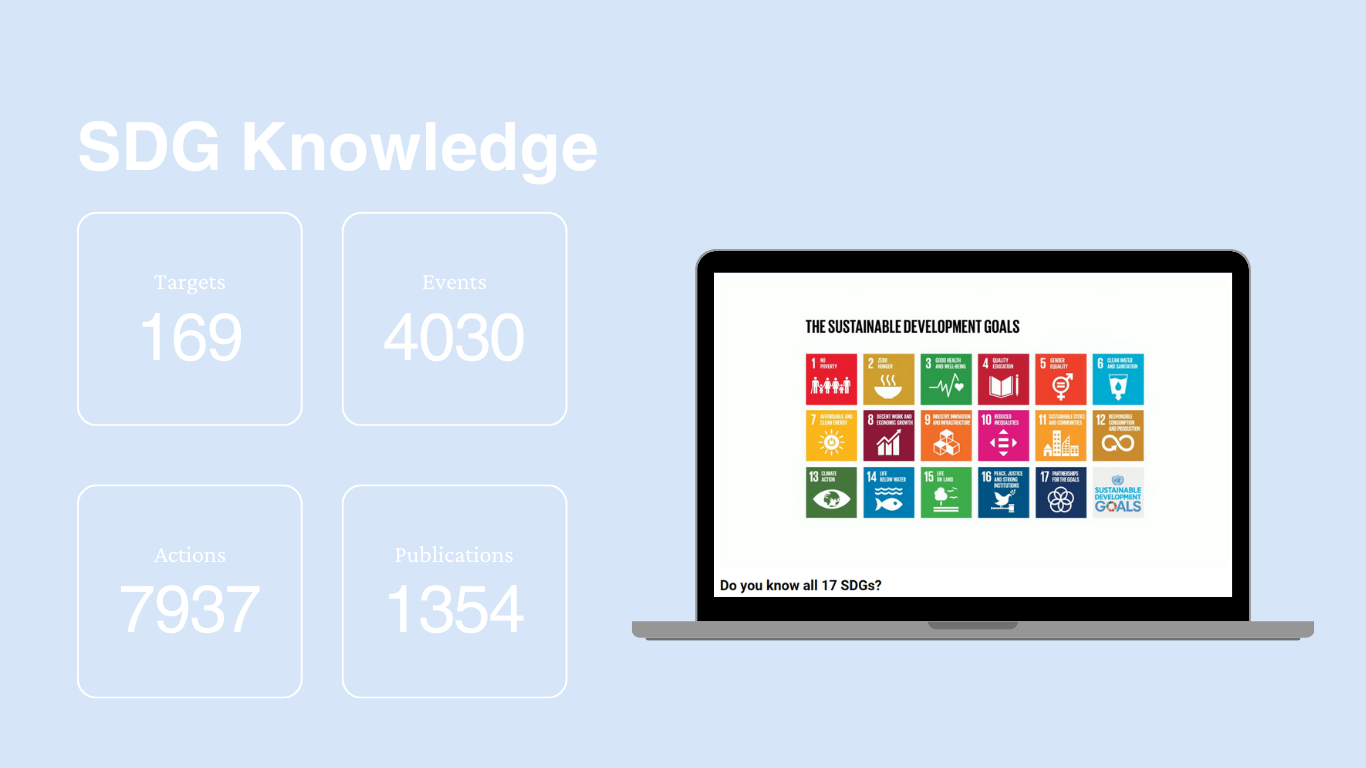 SDG Knowledge
Targets
169
Events
4030
Actions
7937
Publications
1354
THE SUSTAINABLE DEVELOPMENT GOALS
1 NO
POVERTY
2 ZERO
HUNGER
3 GOOD HEALTH
AND WELL-BEING
4 QUALITY
EDUCATION
5 GENDER
EQUALITY
6 CLEAN WATER
AND SANITATION
7 AFFORDABLE AND
CLEAN ENERGY
8 DECENT WORK AND
ECONOMIC GROWTH
9 INDUSTRY, INNOVATION
AND INFRASTRUCTURE
10 REDUCED
INEQUALITIES
11 SUSTAINABLE CITIES
AND COMMUNITIES
12 RESPONSIBLE
CONSUMPTION
AND PRODUCTION
13 CLIMATE
ACTION
14 LIFE
BELOW WATER
15 LIFE
ON LAND
16 PEACE, JUSTICE
AND STRONG
INSTITUTIONS
17 PARTNERSHIPS
FOR THE GOALS
SUSTAINABLE
DEVELOPMENT
GOALS
Do you know all 17 SDGs?